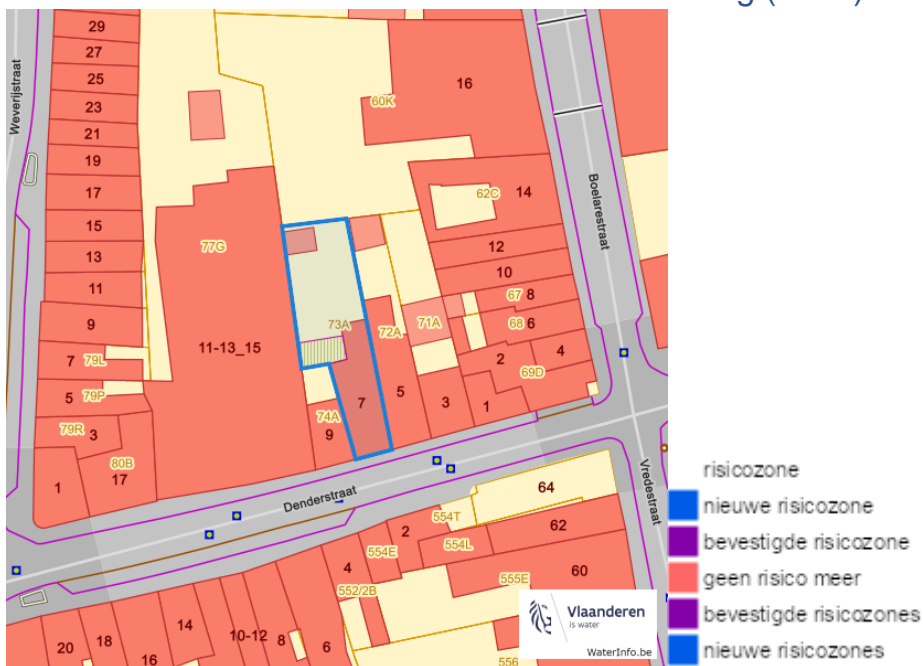 g (
)
29
27
25
23
21
19
17
15
13
11
9
7
79L
5
79P
79R
3
80B
1
17
Weverijstraat
77G
11-13_15
60K
16
Boelarestraat
62C
14
12
10
67
8
68
6
4
2
69D
73A
72A
71A
74A
9
7
5
3
1
Denderstraat
Vredestraat
64
554T
62
2
554L
554E
4
552/2B
555E
60
556
20
18
16
14
10-12
8
6
Vlaanderen
is water
WaterInfo.be
risicozone
nieuwe risicozone
bevestigde risicozone
geen risico meer
bevestigde risicozones
nieuwe risicozones